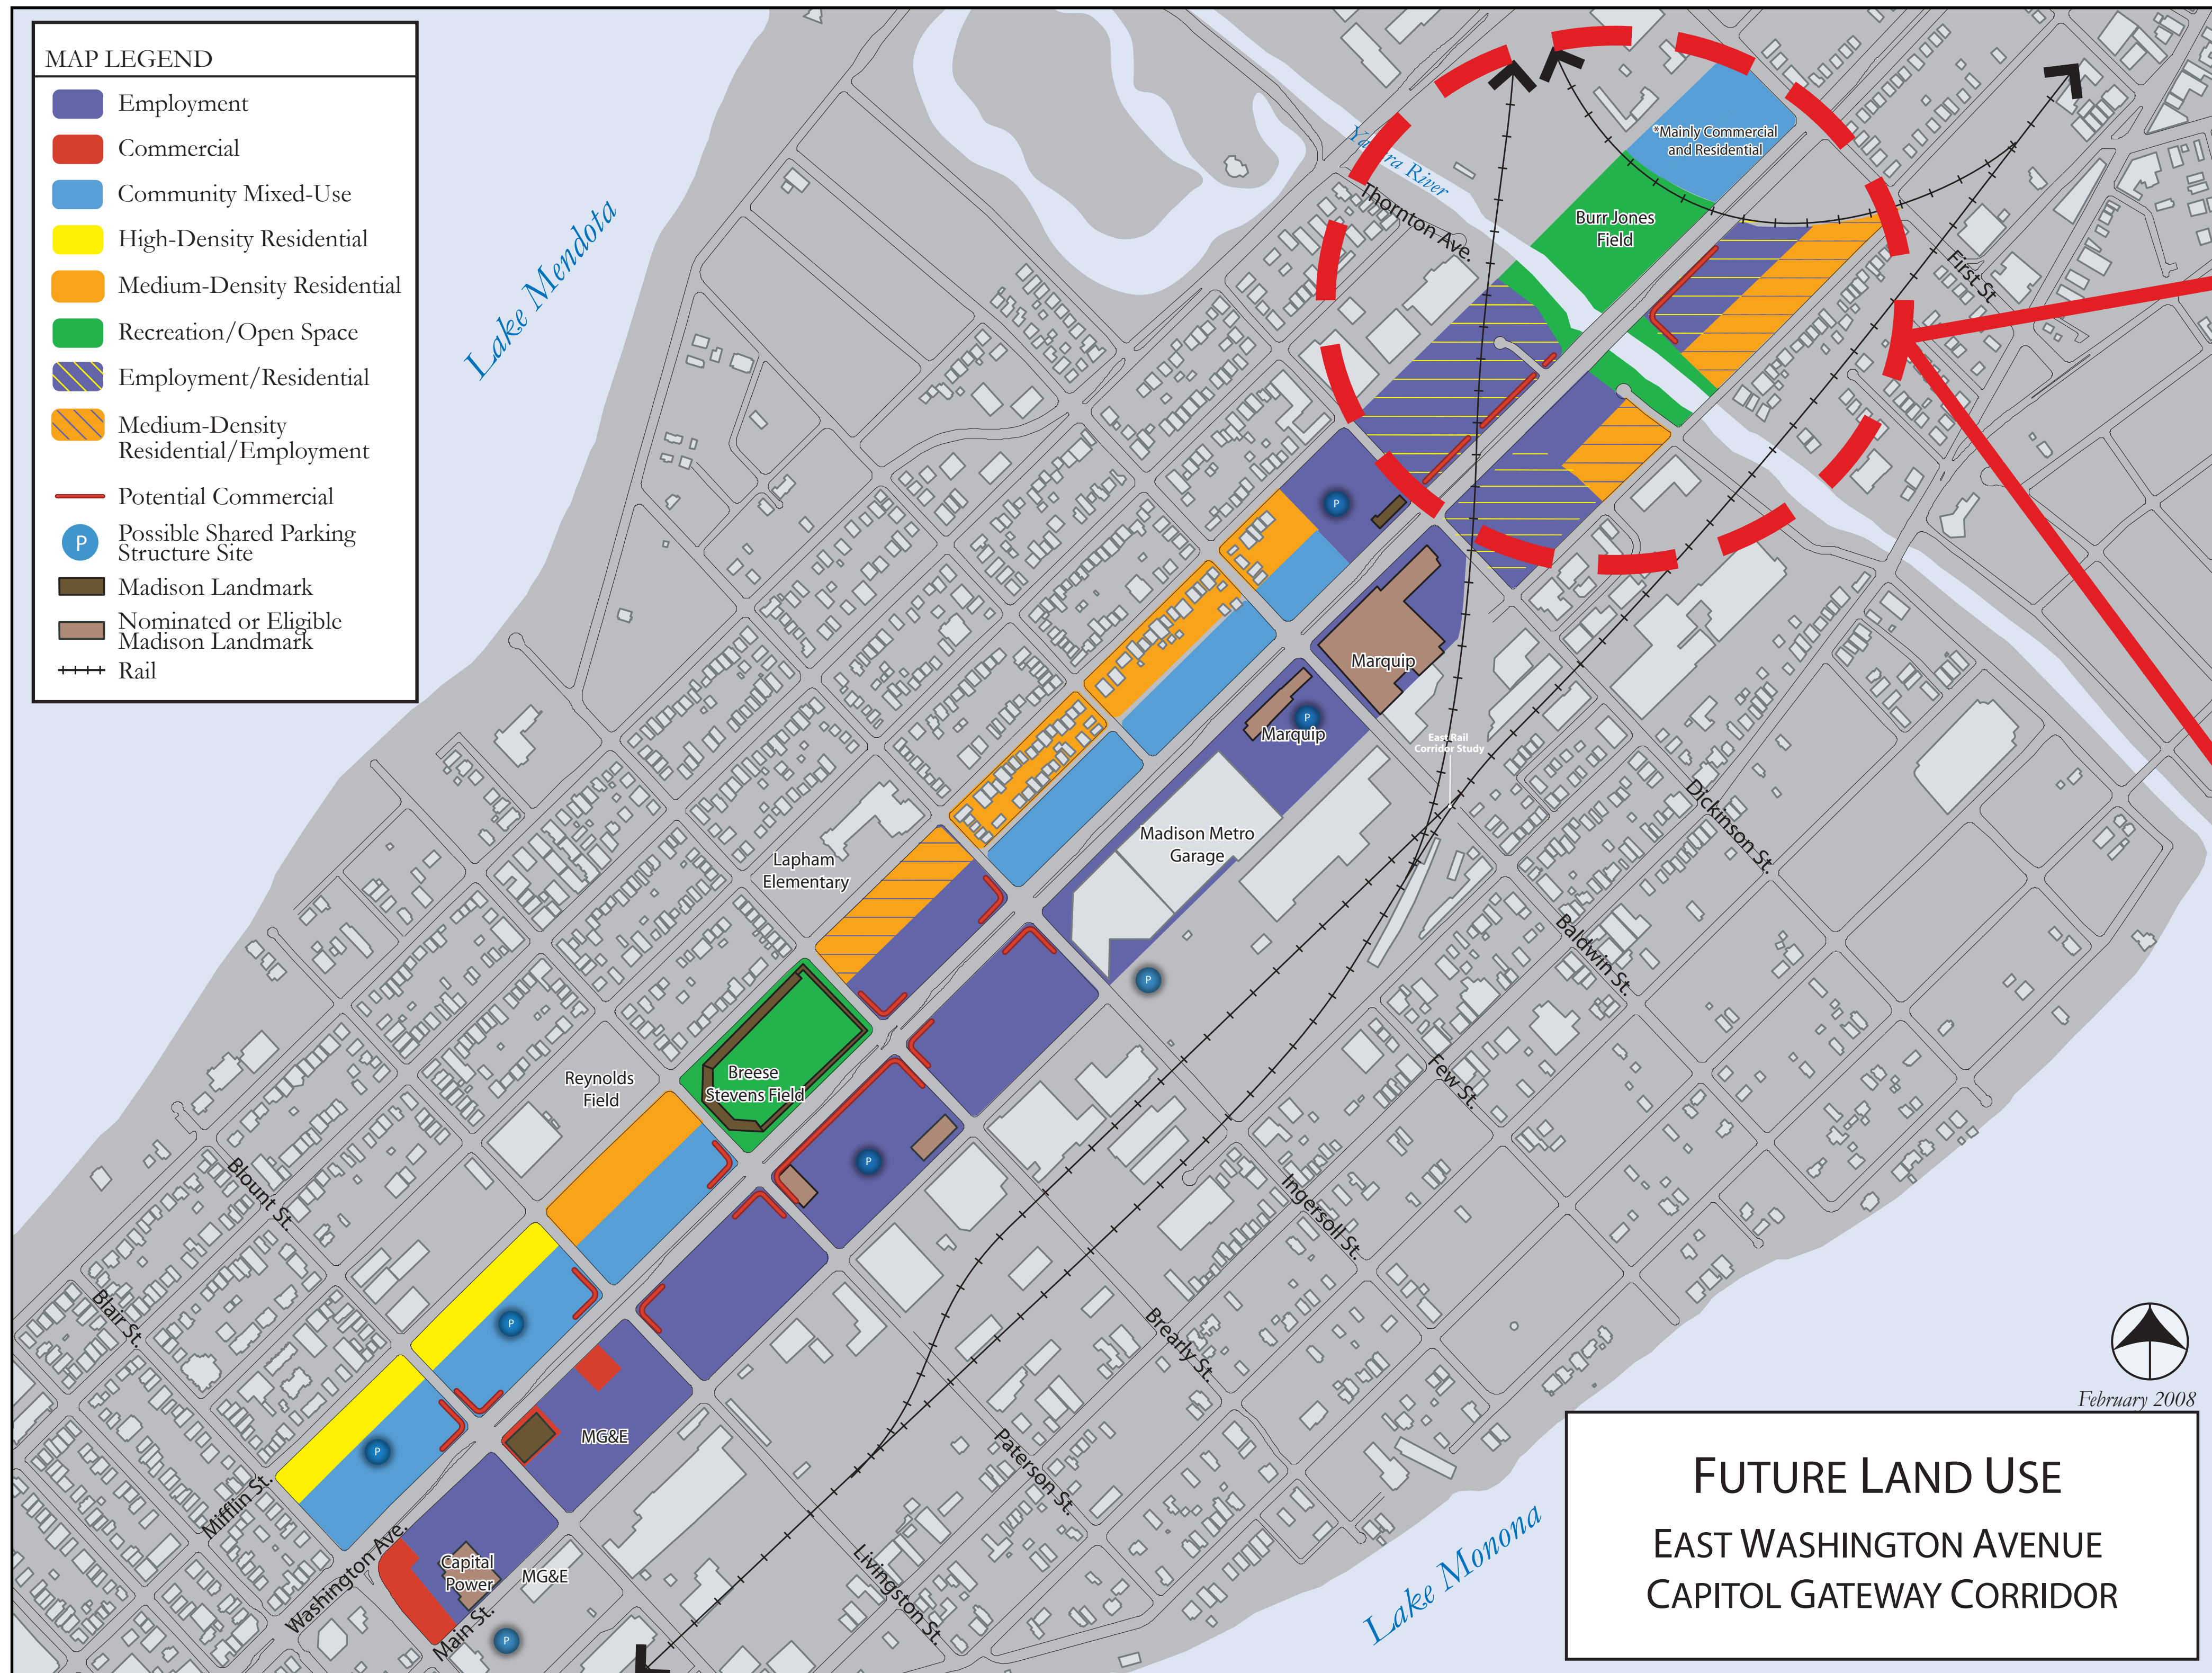 MAP LEGEND
Employment
Commercial
Community Mixed-Use
High-Density Residential
Medium-Density Residential
Recreation/Open Space
Employment/Residential
Medium-Density
Residential/Employment
Potential Commercial
P
Possible Shared Parking
Structure Site
Madison Landmark
Nominated or Eligible
Madison Landmark
Rail
Lake Mendota
Yahara River
Thornton Ave.
*Mainly Commercial
and Residential
Burr Jones
Field
First St
P
Marquip
P
Marquip
East Rail
Corridor Study
Madison Metro
Garage
Lapham
Elementary
Dickinson St.
Baldwin St.
P
Few St.
Breese
Stevens Field
Reynolds
Field
P
Ingersoll St.
Blount St.
Brearly St.
Blair St.
P
P
MG&E
Paterson St.
Mifflin St.
Washington Ave.
Capital
Power
MG&E
Main St.
P
Livingston St.
Lake Monona
February 2008
FUTURE LAND USE
EAST WASHINGTON AVENUE
CAPITOL GATEWAY CORRIDOR